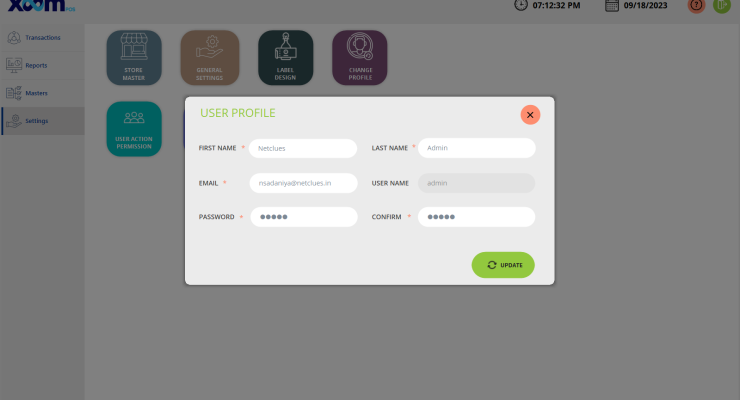 xoom POS
07:12:32 PM
09/18/2023
Transactions
Reports
Masters
Settings
STORE
MASTER
GENERAL
SETTINGS
LABEL
DESIGN
CHANGE
PROFILE
USER ACTION
PERMISSION
USER PROFILE
FIRST NAME * Netclues
LAST NAME * Admin
EMAIL * nsadaniya@netclues.in
USER NAME admin
PASSWORD * ●●●●●
CONFIRM * ●●●●●
UPDATE